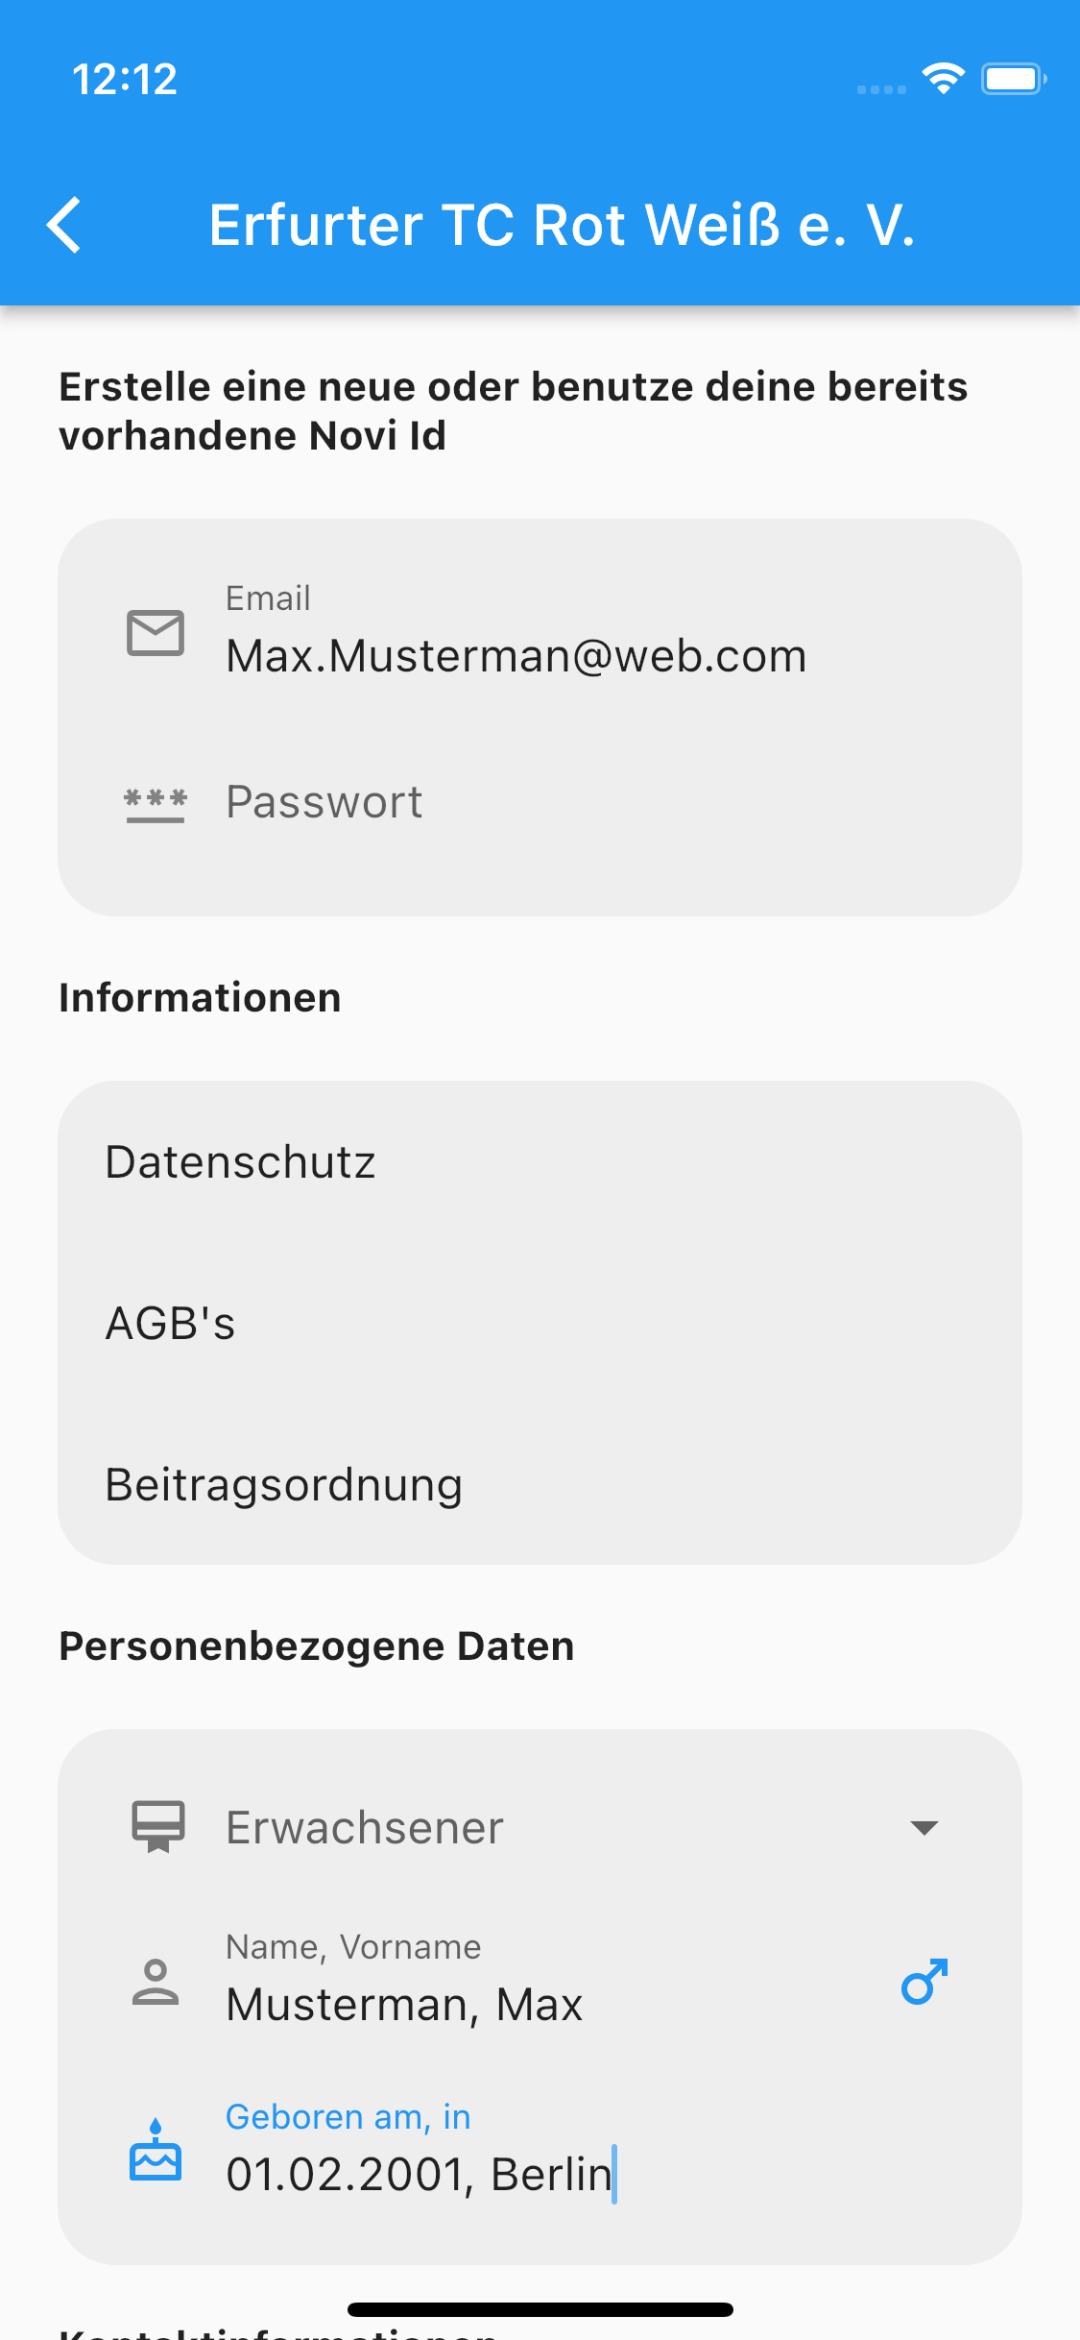 12:12
Erfurter TC Rot Weiß e. V.
Erstelle eine neue oder benutze deine bereits
vorhandene Novi Id
Email
Max.Musterman@web.com
Passwort
Informationen
Datenschutz
AGB's
Beitragsordnung
Personenbezogene Daten
Erwachsener
Name, Vorname
Musterman, Max
Geboren am, in
01.02.2001, Berlin
Kontaktinformationen